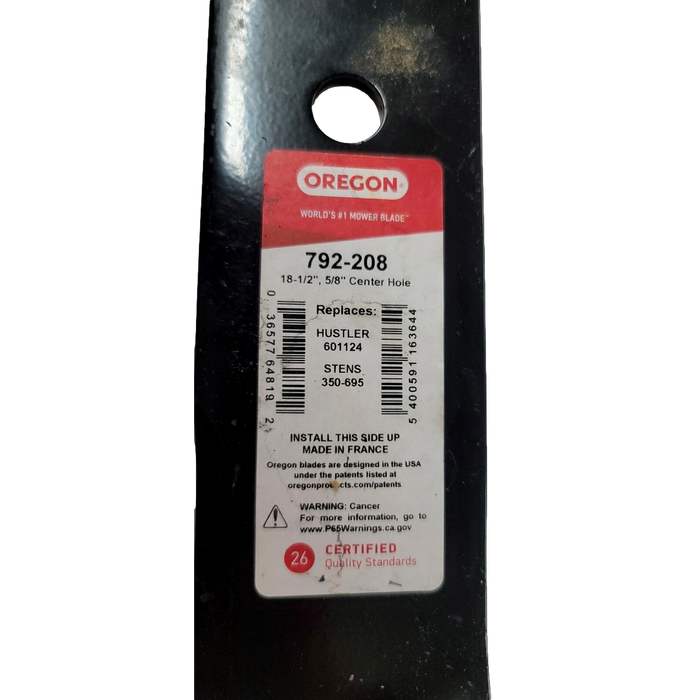 OREGON
WORLD'S #1 MOWER BLADE™
792-208
18-1/2", 5/8" Center Hole
Replaces:
HUSTLER
601124
STENS
350-695
0 36577 64819 2
5 400591 163644
INSTALL THIS SIDE UP
MADE IN FRANCE
Oregon blades are designed in the USA
under the patents listed at
.com/patents
WARNING: Cancer
For more information, go to
www.P65Warnings.ca.gov
26 CERTIFIED
Quality Standards